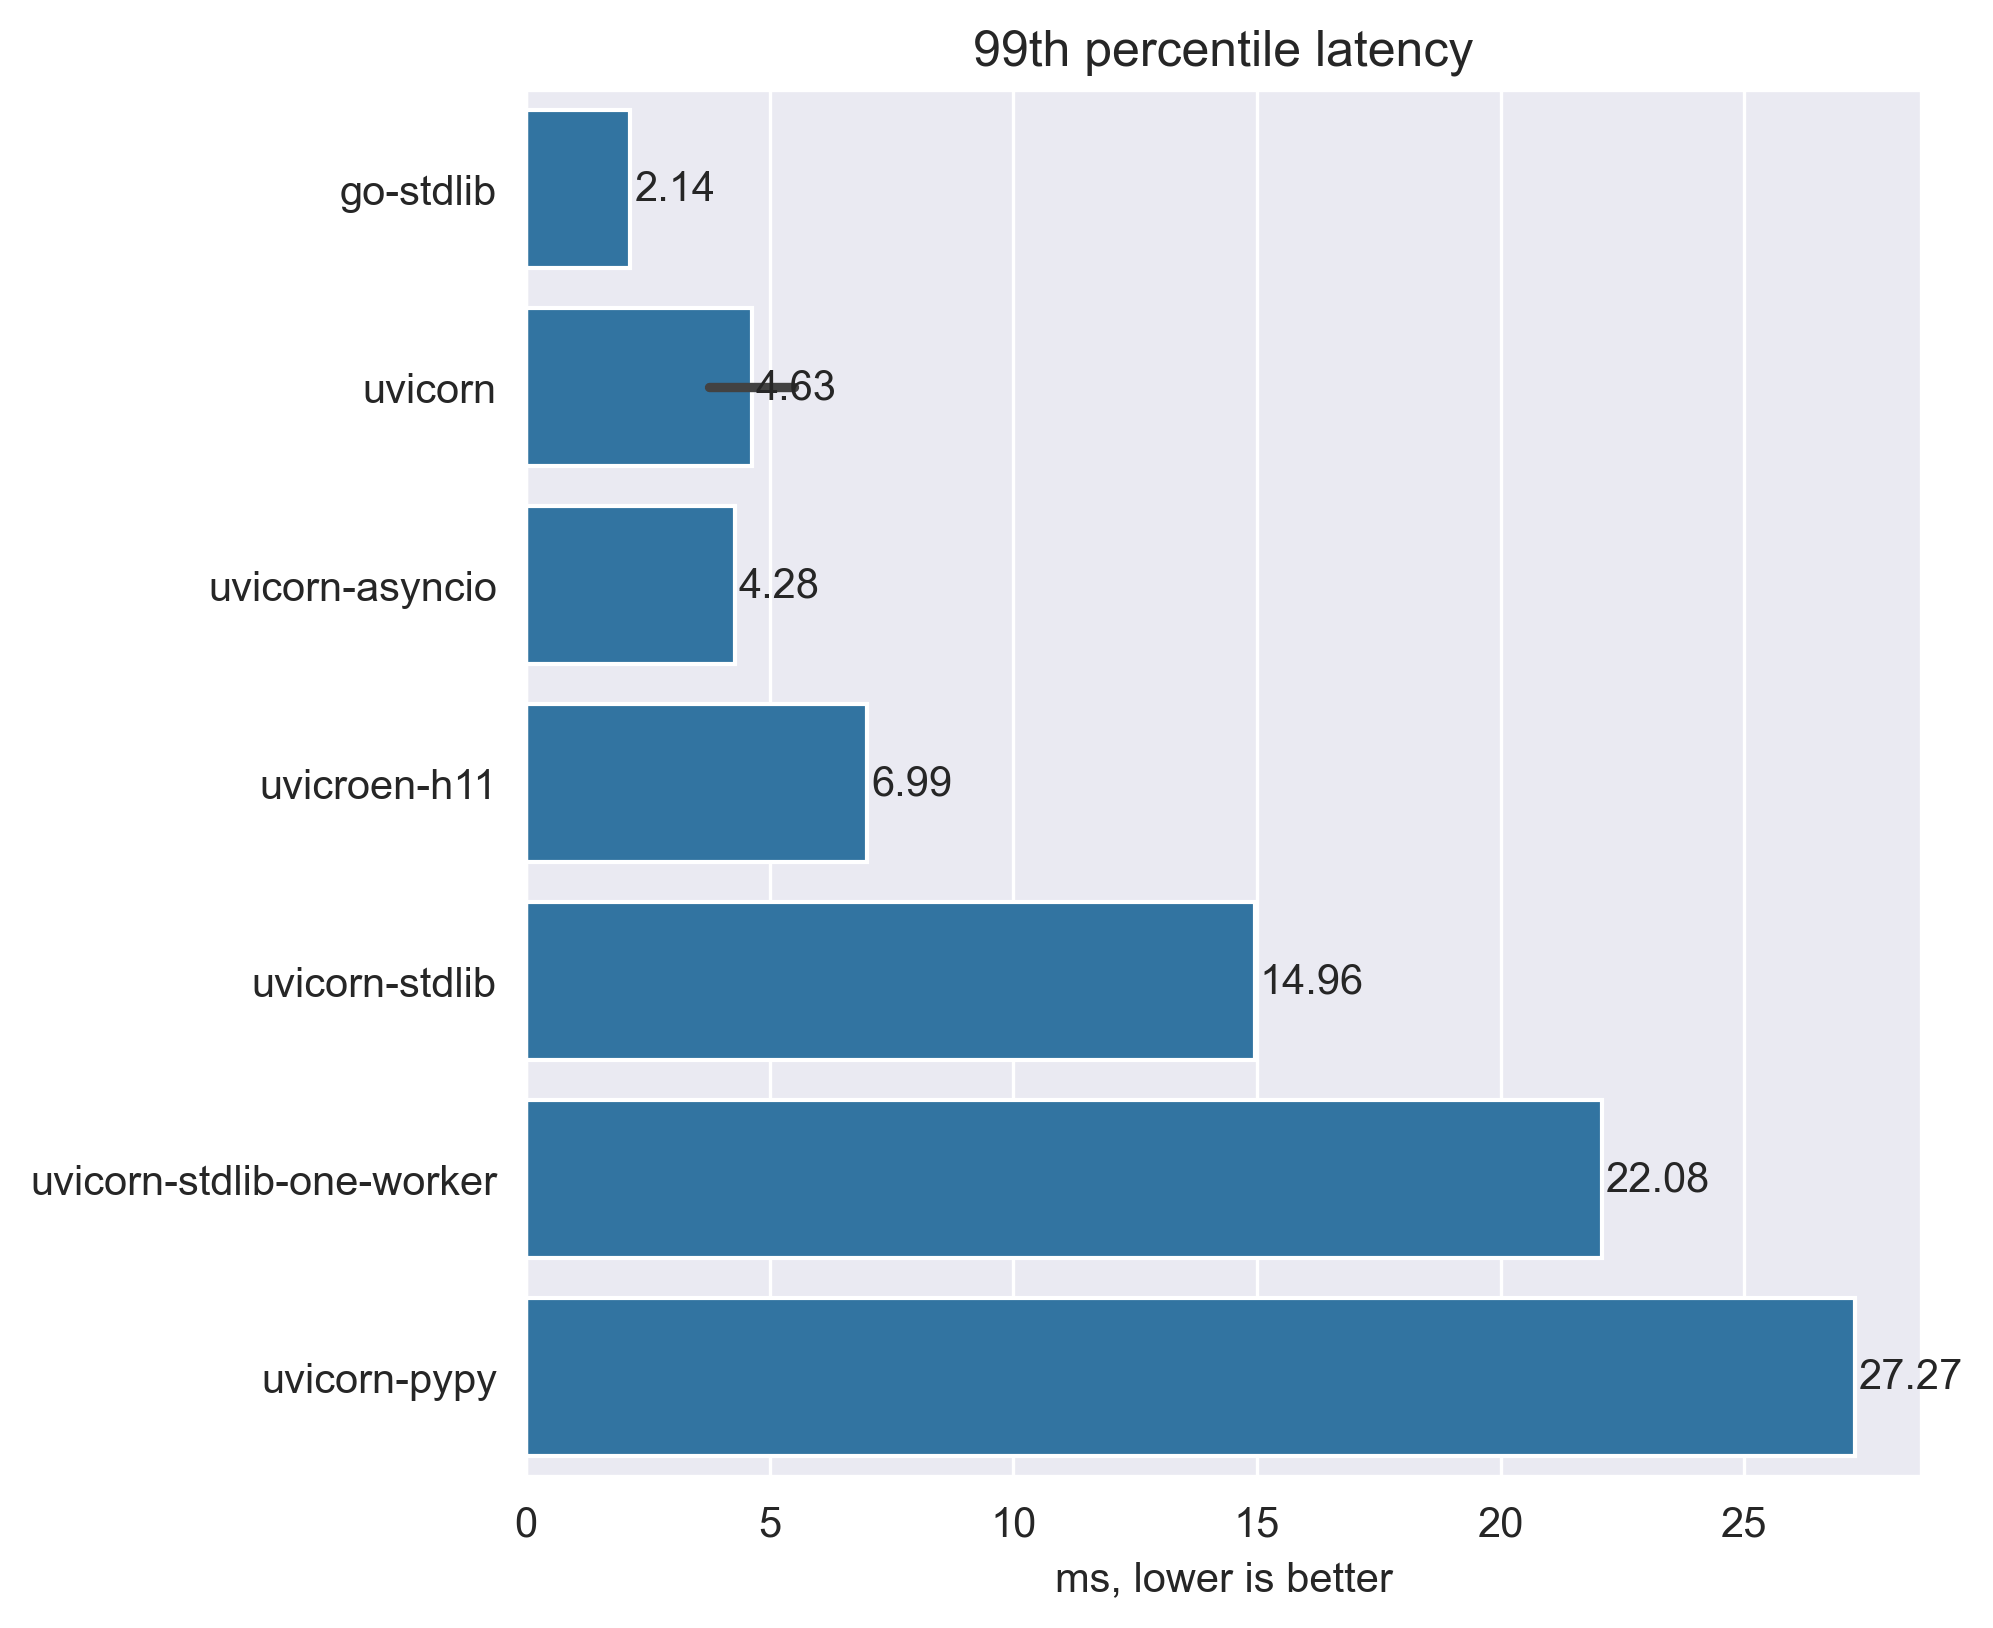 99th percentile latency
go-stdlib
2.14
uvicorn
4.63
uvicorn-asyncio
4.28
uvicroen-h11
6.99
uvicorn-stdlib
14.96
uvicorn-stdlib-one-worker
22.08
uvicorn-pypy
27.27
0 5 10 15 20 25
ms, lower is better